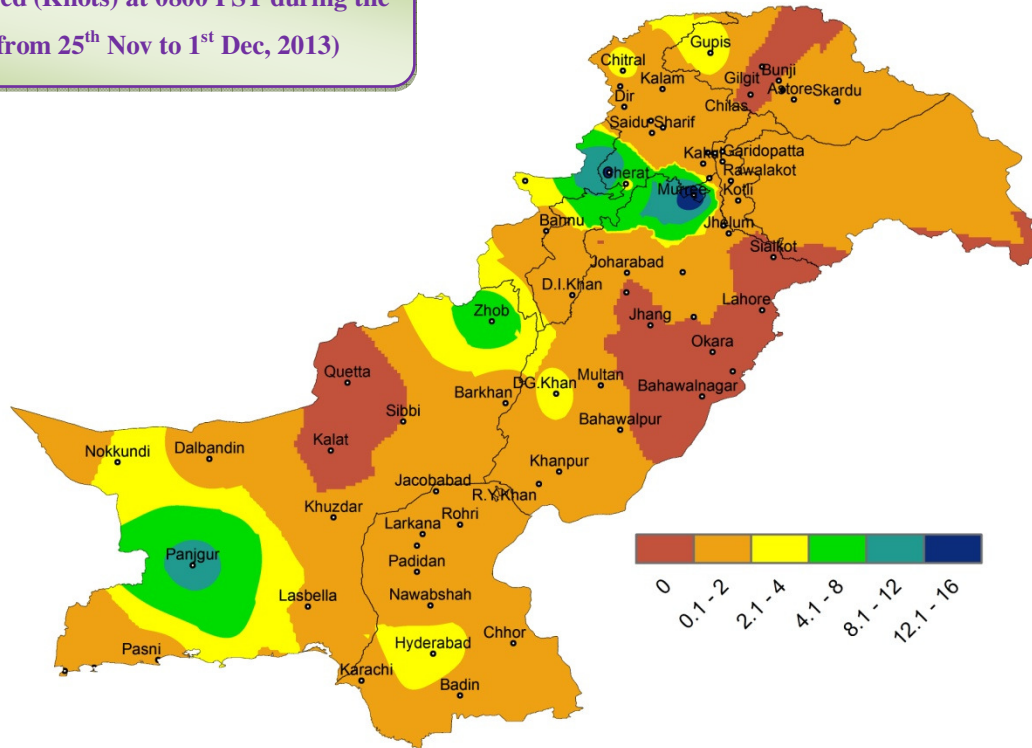 (Knots) at 0800 PST during the
from 25th Nov to 1st Dec, 2013)
Gupis
Chitral
Bunji
Kalam
Gilgit
Astore
Skardu
Dir
Chilas
Saidu Sharif
Garidopatta
Cherat
Rawalakot
Murree
Kotli
Bannu
Jhelum
Sialkot
Joharabad
D.I.Khan
Lahore
Zhob
Jhang
Okara
Quetta
DG.Khan
Multan
Bahawalnagar
Barkhan
Sibbi
Bahawalpur
Kalat
Nokkundi
Dalbandin
Khanpur
Jacobabad
R.Y.Khan
Khuzdar
Rohri
Larkana
Panjgur
Padidan
Lasbella
Nawabshah
Chhor
Pasni
Hyderabad
Karachi
Badin
0
0.1 - 2
2.1 - 4
4.1 - 8
8.1 - 12
12.1 - 16